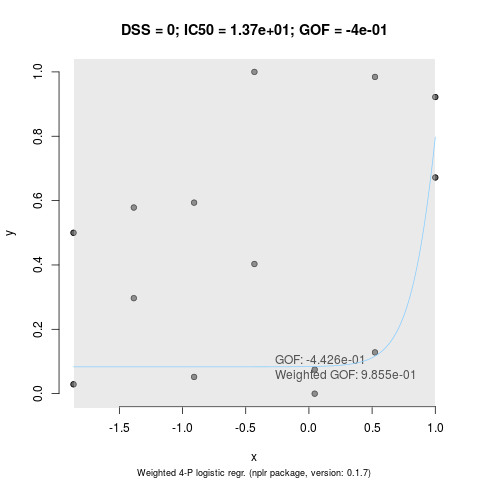 DSS = 0; IC50 = 1.37e+01; GOF = -4e-01
1.0
0.8
0.6
0.4
0.2
0.0
y
GOF: -4.426e-01
Weighted GOF: 9.855e-01
-1.5 -1.0 -0.5 0.0 0.5 1.0
x
Weighted 4-P logistic regr. (nplr package, version: 0.1.7)